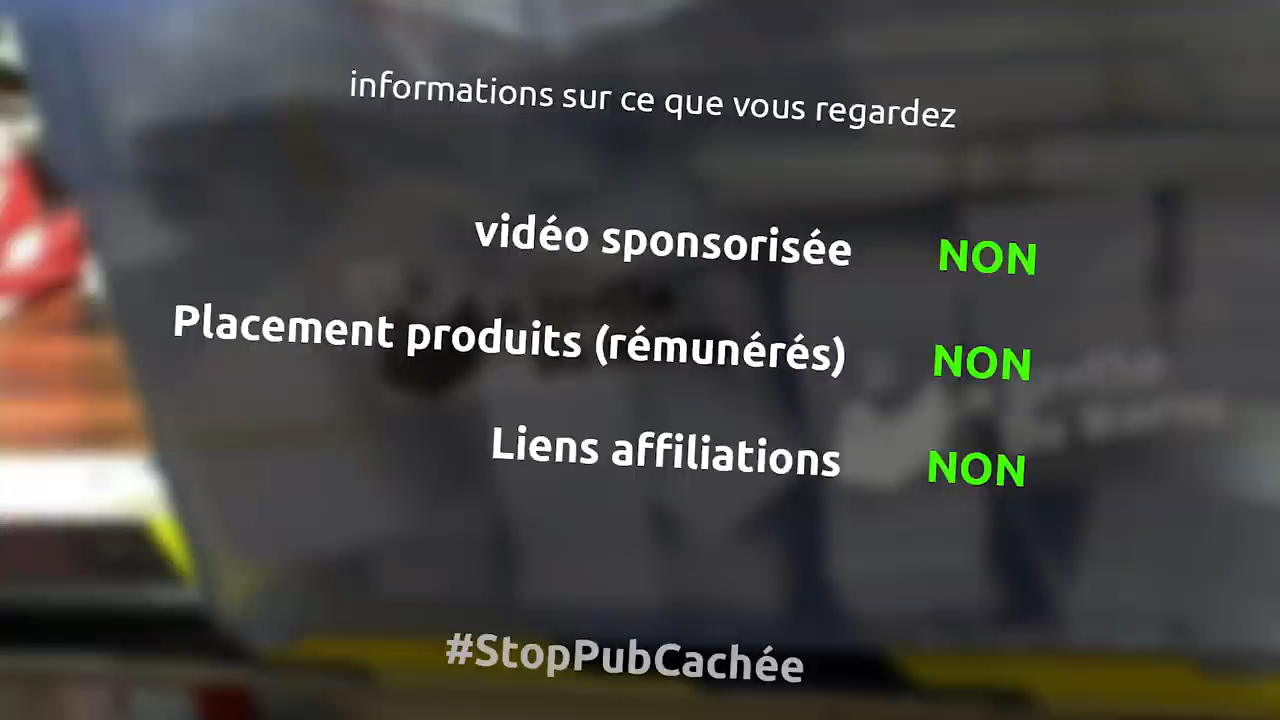 informations sur ce que vous regardez
vidéo sponsorisée NON
Placement produits (rémunérés) NON
Liens affiliations NON
#StopPubCachée